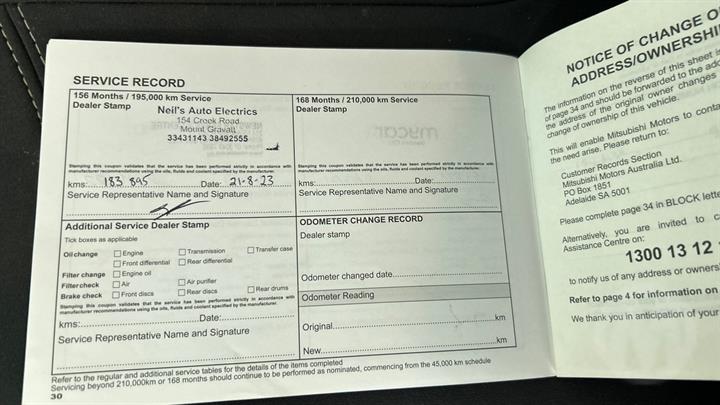 SERVICE RECORD
156 Months / 195,000 km Service
Dealer Stamp
Neil's Auto Electrics
154 Creek Road
Mount Gravatt
33431143 38492555
Stamping this coupon validates that the service has been performed strictly in accordance with
manufacturer recommendations using the oils, fluids and coolant specified by the manufacturer.
kms: 183 895 Date: 21-8-23
Service Representative Name and Signature
168 Months / 210,000 km Service
Dealer Stamp
Stamping this coupon validates that the service has been performed strictly in accordance with
manufacturer recommendations using the oils, fluids and coolant specified by the manufacturer.
kms: Date:
Service Representative Name and Signature
Additional Service Dealer Stamp
Tick boxes as applicable
Oil change Engine Transmission Transfer case
Front differential Rear differential
Filter change Engine oil
Filter check Air Air purifier
Brake check Front discs Rear discs Rear drums
Stamping this coupon validates that the service has been performed strictly in accordance with
manufacturer recommendations using the oils, fluids and coolant specified by the manufacturer.
kms: Date:
Service Representative Name and Signature
ODOMETER CHANGE RECORD
Dealer stamp
Odometer changed date
Odometer Reading
Original km
New km
Refer to the regular and additional service tables for the details of the items completed
Servicing beyond 210,000km or 168 months should continue to be performed as nominated, commencing from the 45,000 km schedule
30
NOTICE OF CHANGE O
ADDRESS/OWNERSHI
The information on the reverse of this sheet i
of page 34 and should be forwarded to the add
the address of the original owner changes
change of ownership of this vehicle.
This will enable Mitsubishi Motors to conta
the need arise. Please return to:
Customer Records Section
Mitsubishi Motors Australia Ltd.
PO Box 1851
Adelaide SA 5001
Please complete page 34 in BLOCK lette
Alternatively, you are invited to c
Assistance Centre on:
1300 13 12
to notify us of any address or owners
Refer to page 4 for information on
We thank you in anticipation of your